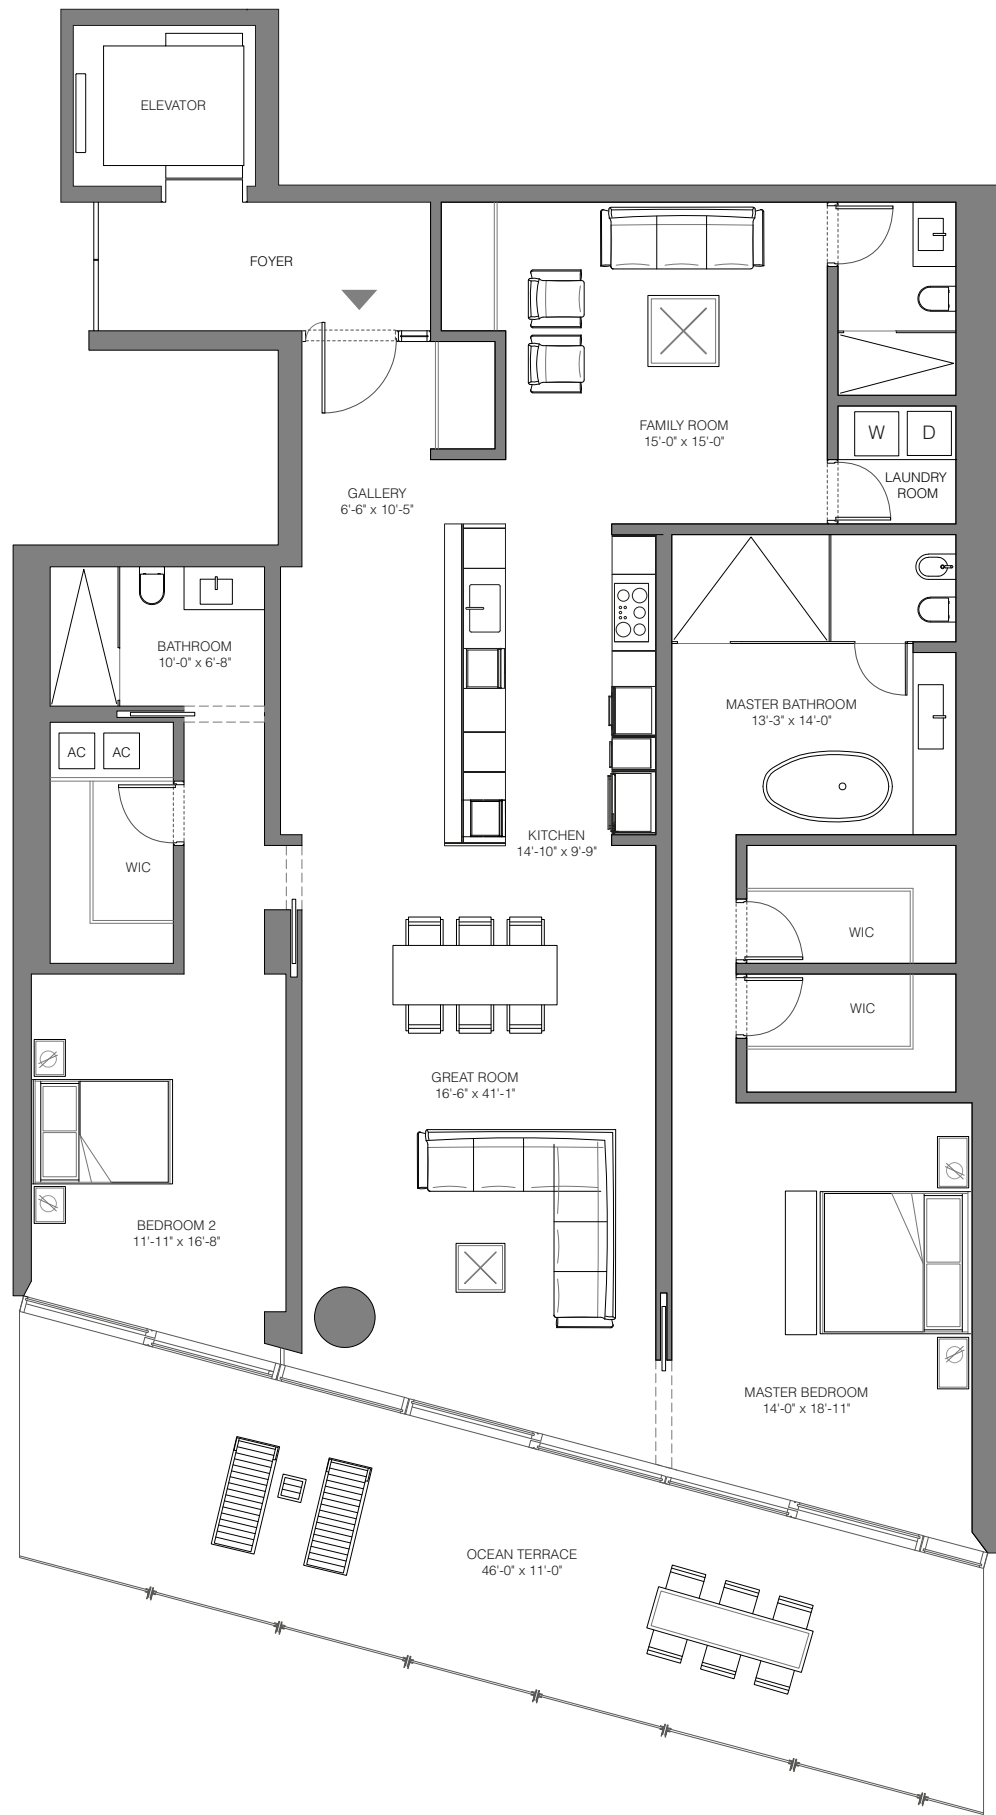 ELEVATOR
FOYER
FAMILY ROOM
15'-0" x 15'-0"
W
D
LAUNDRY
ROOM
GALLERY
6'-6" x 10'-5"
BATHROOM
10'-0" x 6'-8"
MASTER BATHROOM
13'-3" x 14'-0"
AC
AC
KITCHEN
14'-10" x 9'-9"
WIC
WIC
WIC
GREAT ROOM
16'-6" x 41'-1"
BEDROOM 2
11'-11" x 16'-8"
MASTER BEDROOM
14'-0" x 18'-11"
OCEAN TERRACE
46'-0" x 11'-0"